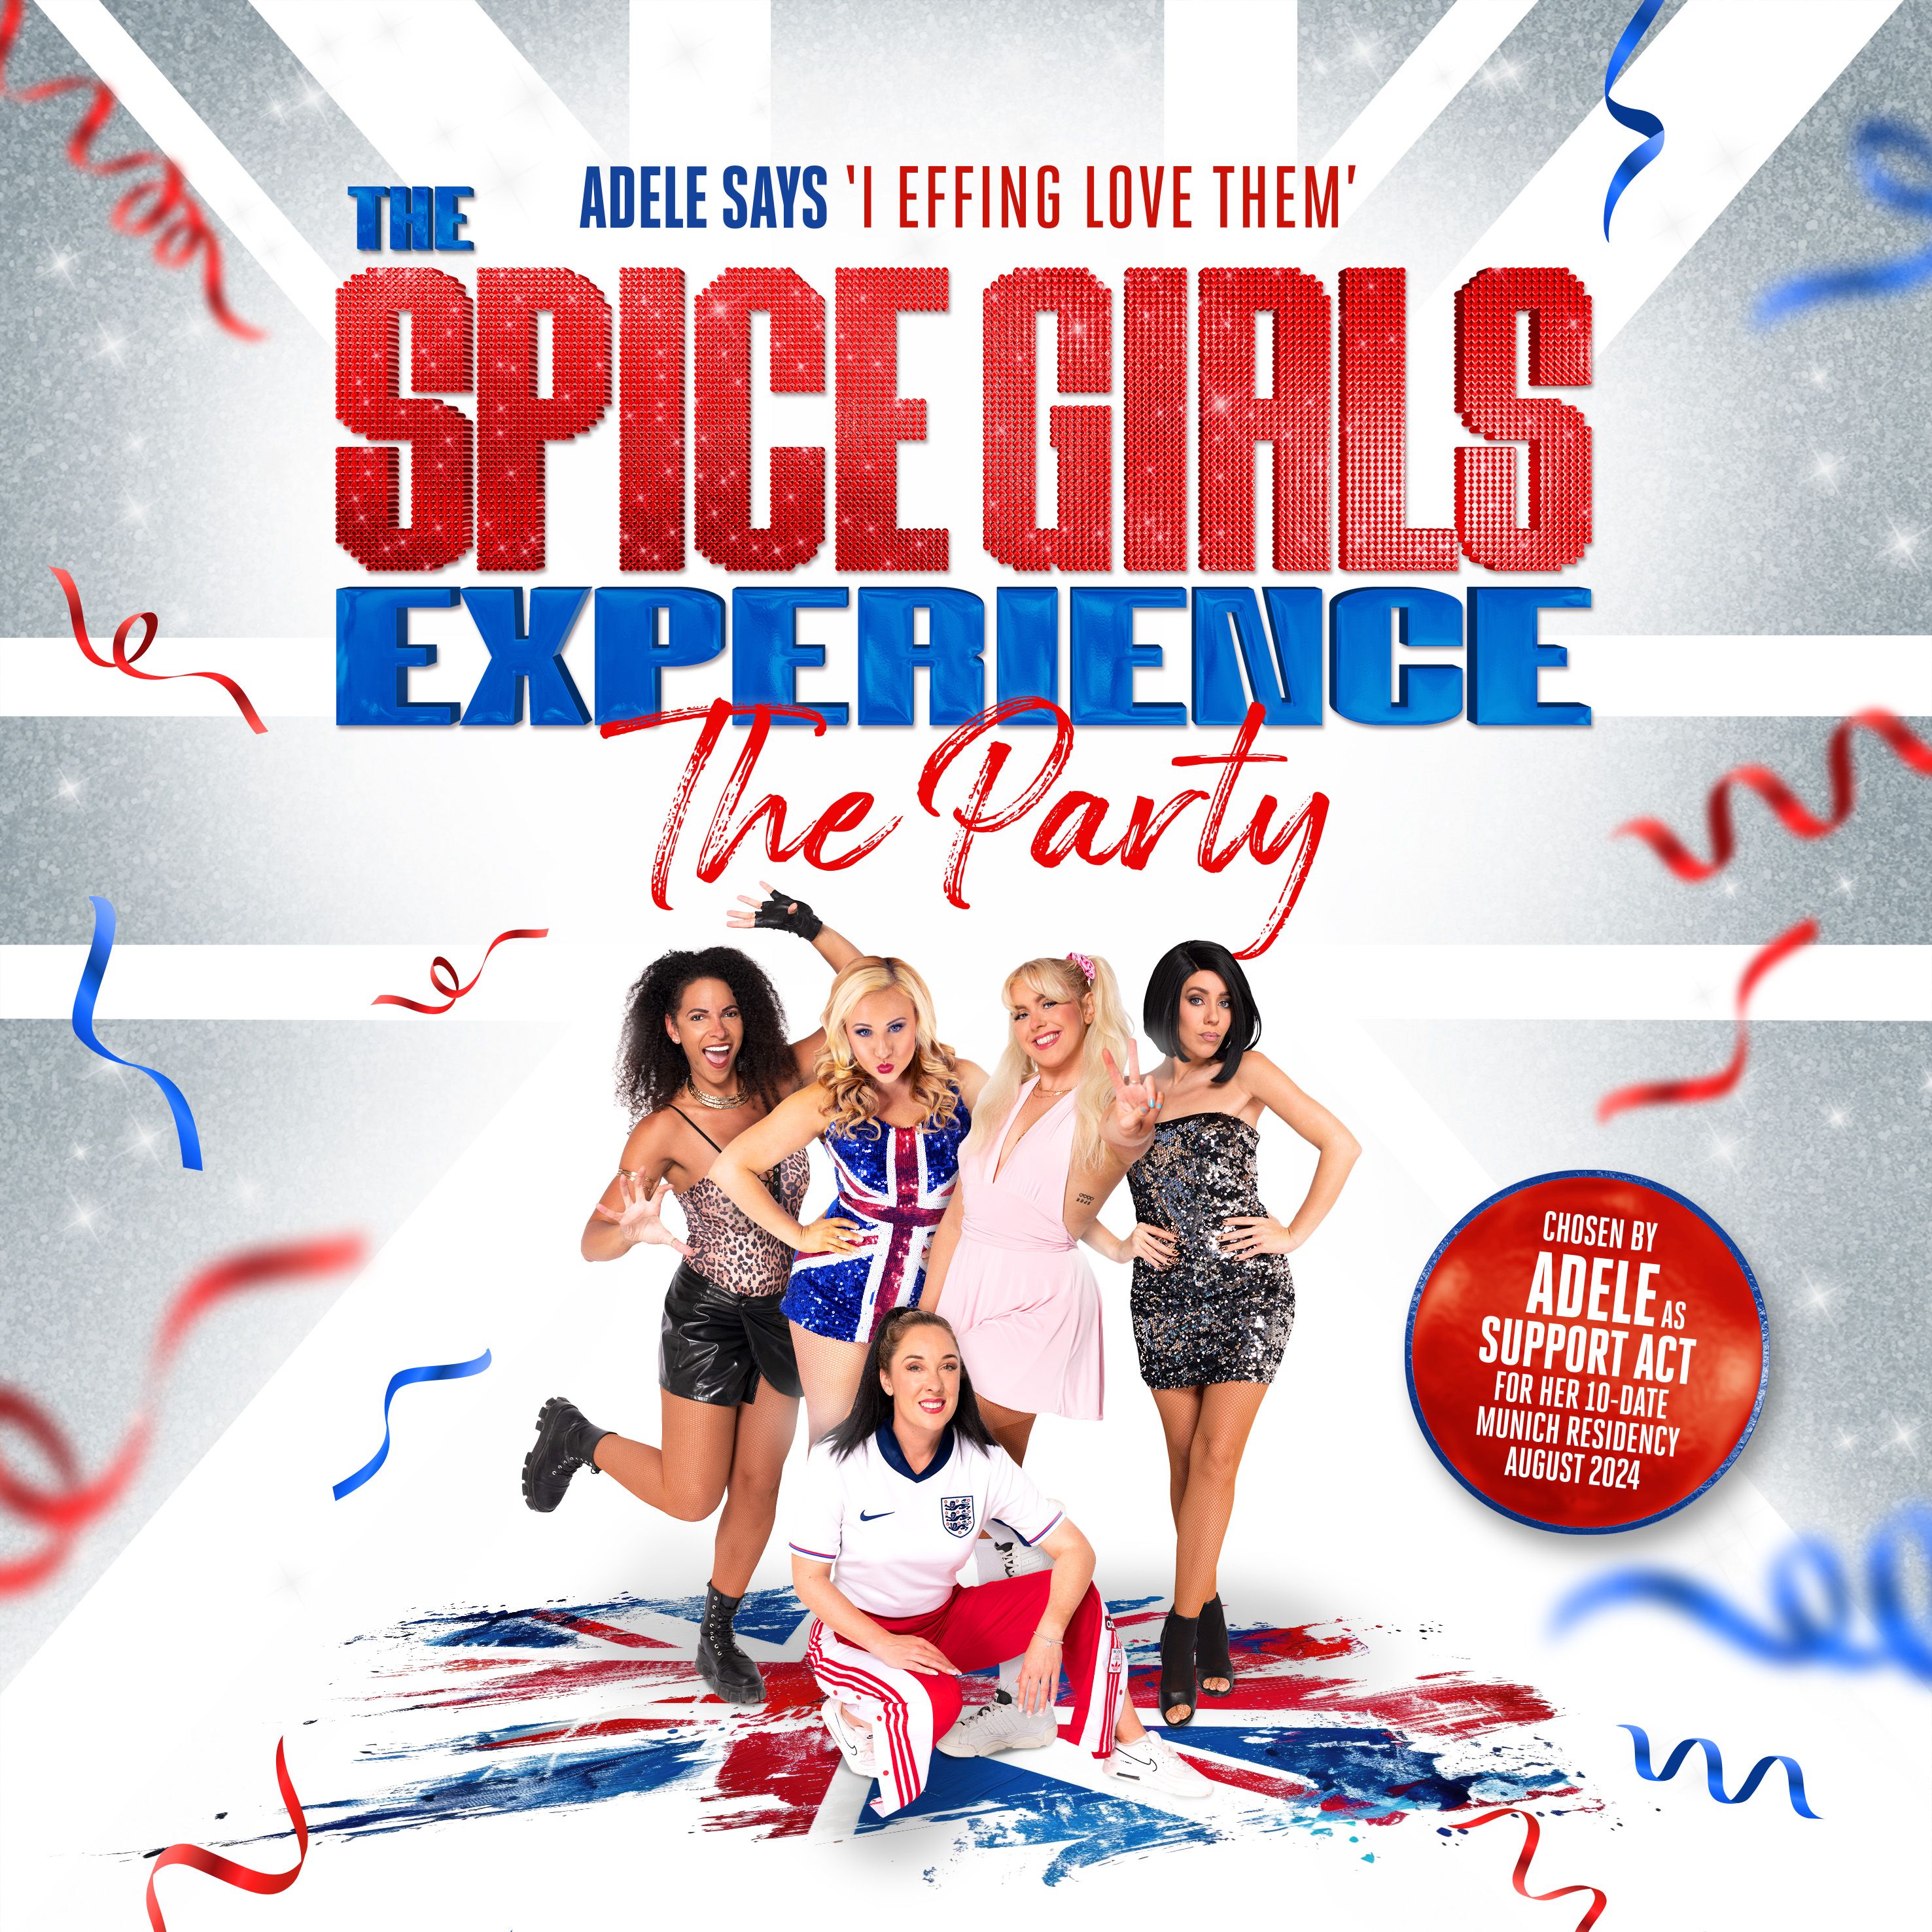 ADELE SAYS 'I EFFING LOVE THEM'
THE
SPICE GIRLS
EXPERIENCE
The Party
CHOSEN BY
ADELE AS
SUPPORT ACT
FOR HER 10-DATE
MUNICH RESIDENCY
AUGUST 2024